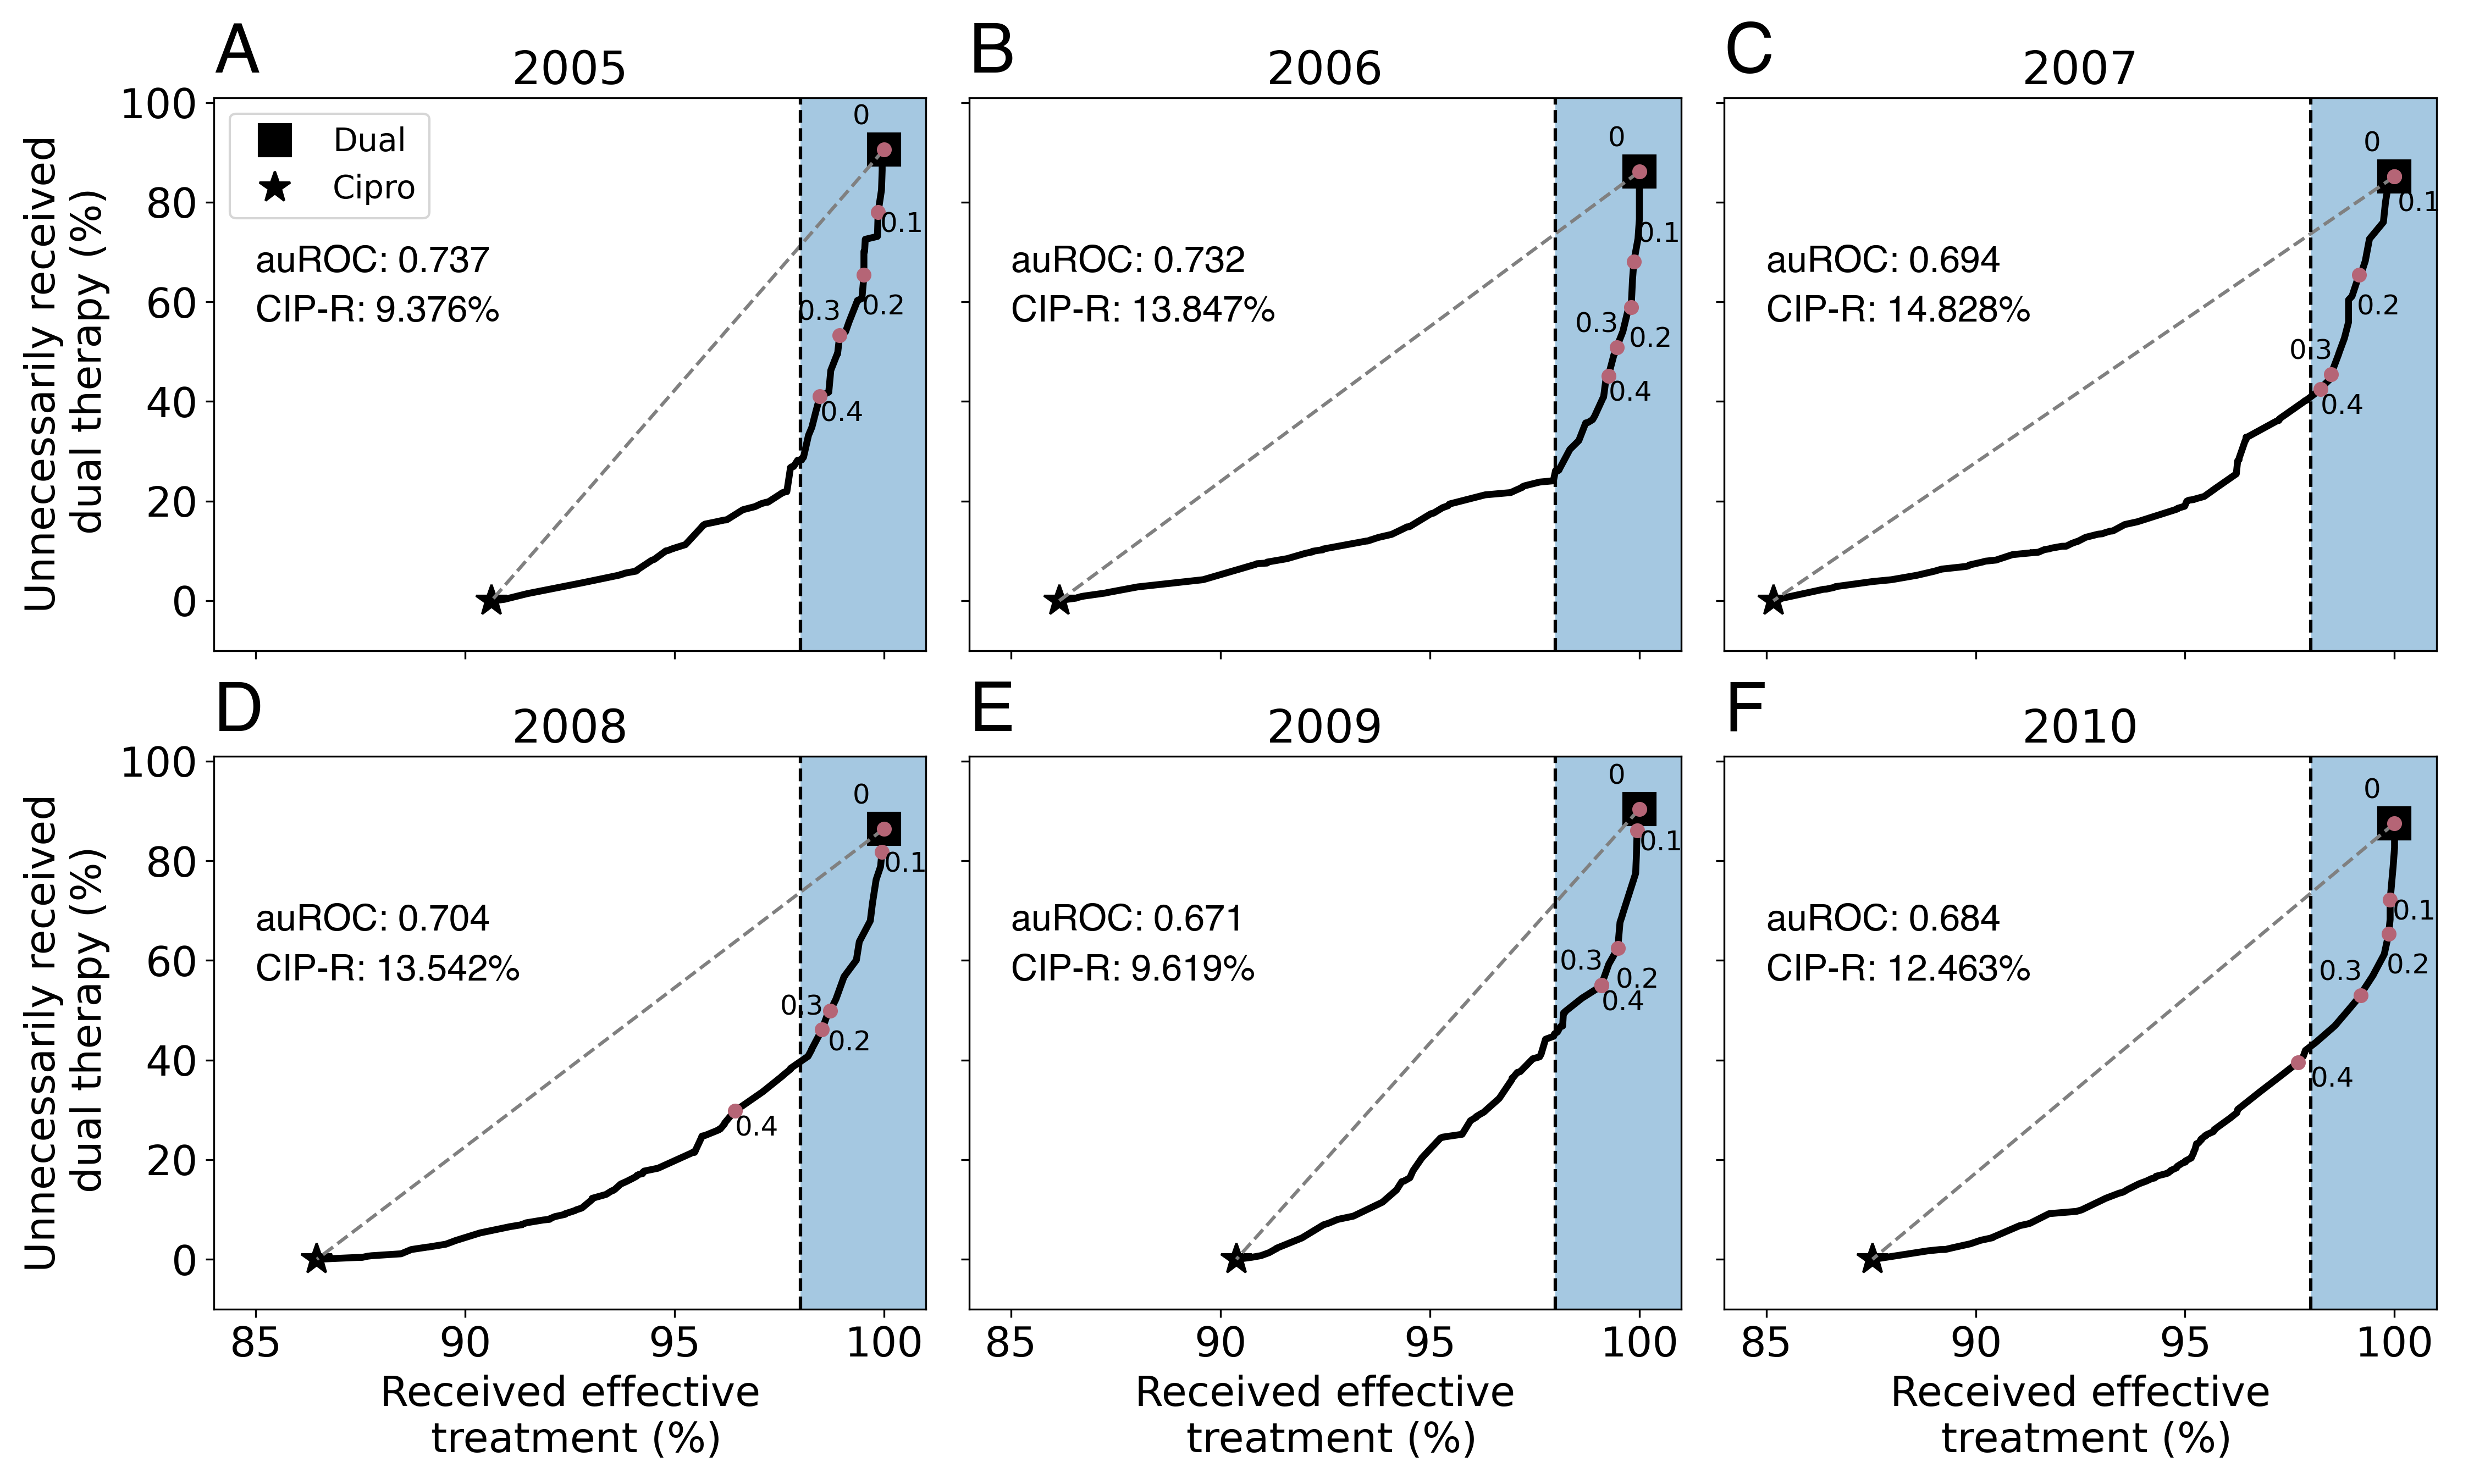 A
2005
100
80
60
40
20
0
Unnecessarily received
dual therapy (%)
Dual
Cipro
auROC: 0.737
CIP-R: 9.376%
0
0.1
0.2
0.3
0.4
B
2006
auROC: 0.732
CIP-R: 13.847%
0
0.1
0.2
0.3
0.4
C
2007
auROC: 0.694
CIP-R: 14.828%
0
0.1
0.2
0.3
0.4
D
2008
100
80
60
40
20
0
Unnecessarily received
dual therapy (%)
auROC: 0.704
CIP-R: 13.542%
0
0.1
0.3
0.2
0.4
85 90 95 100
Received effective
treatment (%)
E
2009
auROC: 0.671
CIP-R: 9.619%
0
0.1
0.3
0.2
0.4
85 90 95 100
Received effective
treatment (%)
F
2010
auROC: 0.684
CIP-R: 12.463%
0
0.1
0.2
0.3
0.4
85 90 95 100
Received effective
treatment (%)